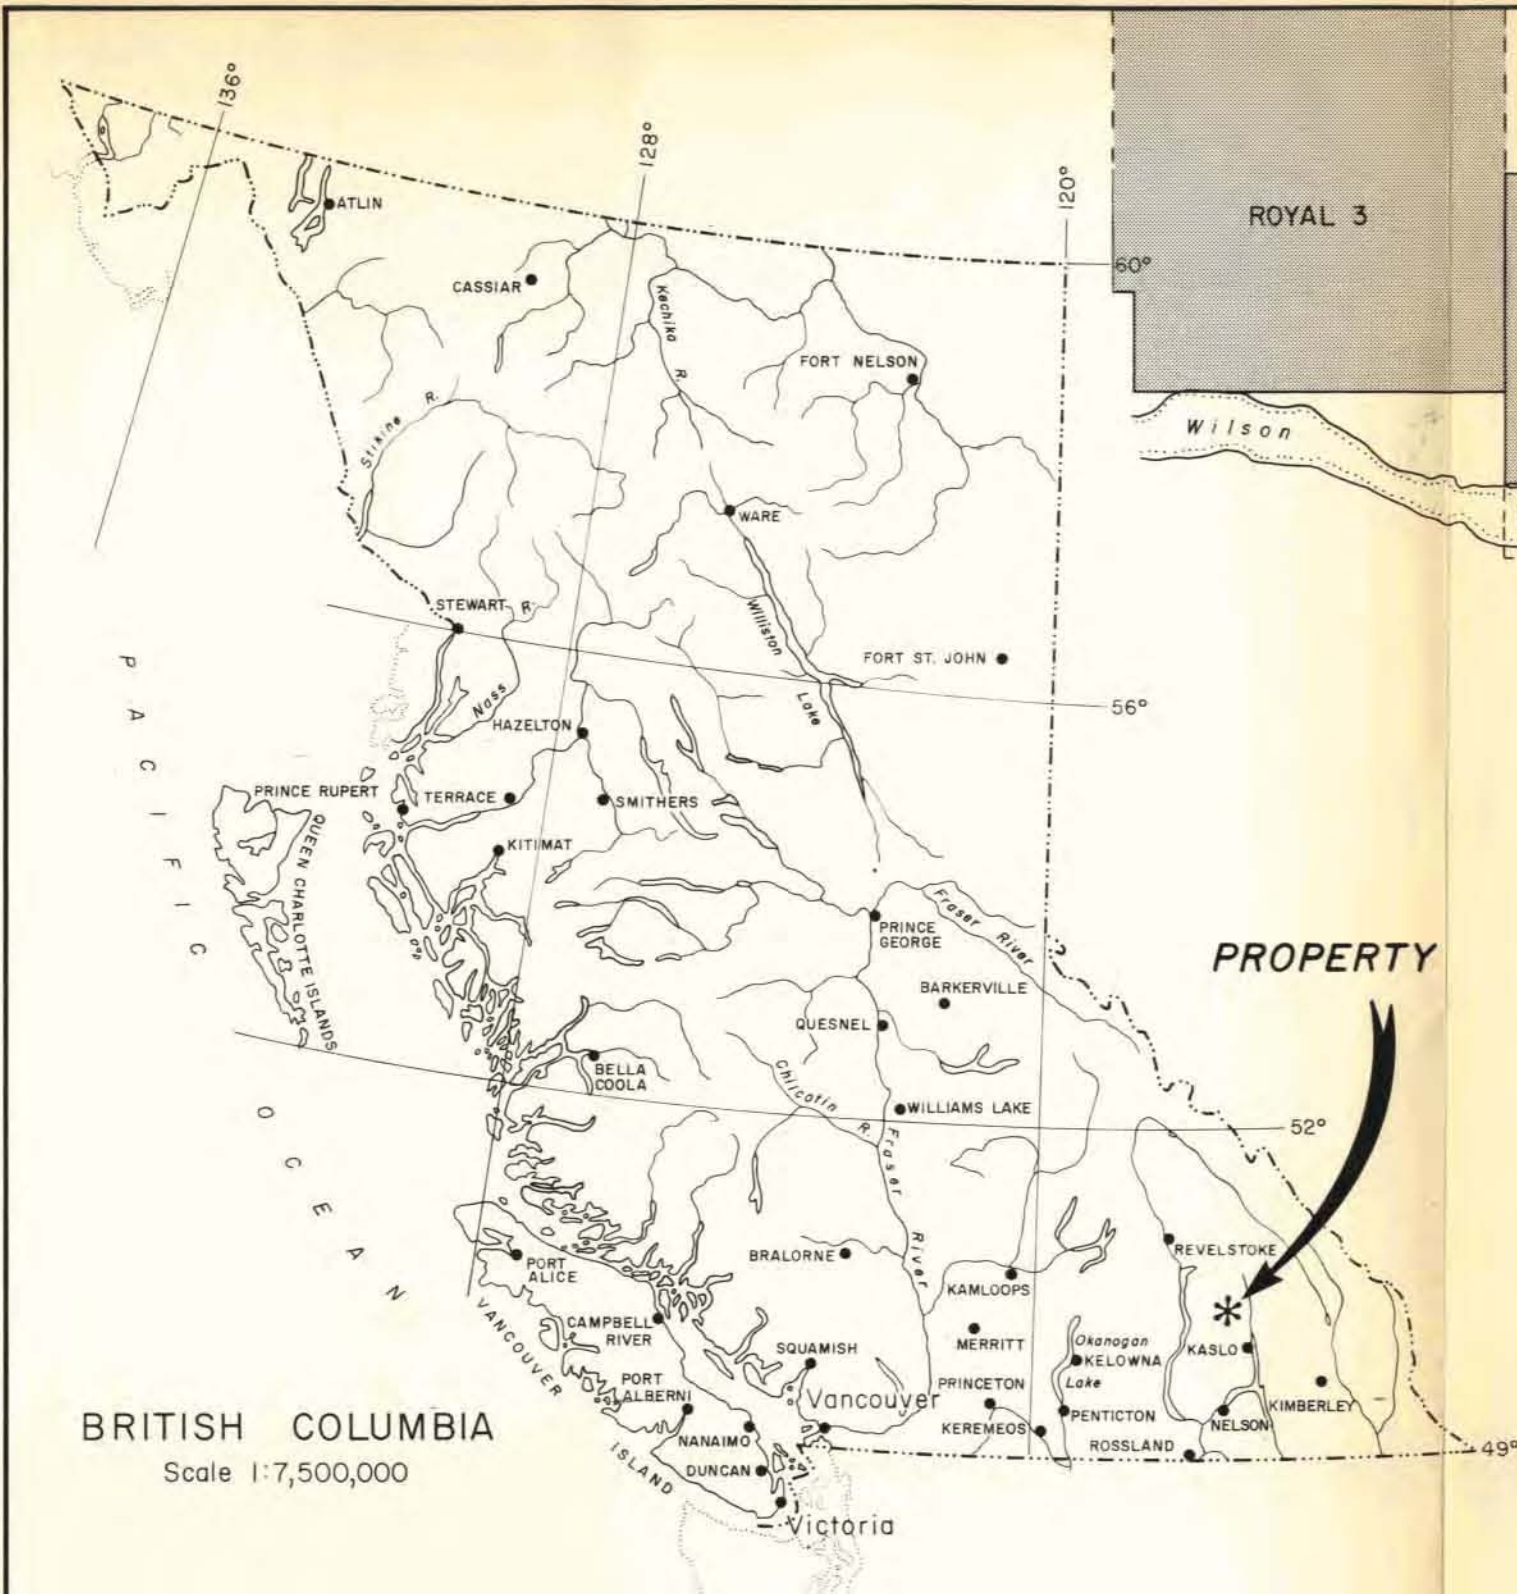 136°
128°
120°
ATLIN
ROYAL 3
60°
CASSIAR
Kechika
R.
FORT NELSON
Stikine R.
Wilson
WARE
STEWART
R.
Williston
Lake
FORT ST. JOHN
Nass
56°
HAZELTON
PACIFIC
OCEAN
PRINCE RUPERT
TERRACE
SMITHERS
QUEEN CHARLOTTE ISLANDS
KITIMAT
Fraser River
PRINCE
GEORGE
PROPERTY
BARKERVILLE
QUESNEL
BELLA
COOLA
Chilcotin
R.
WILLIAMS LAKE
52°
Fraser
River
PORT
ALICE
BRALORNE
REVELSTOKE
KAMLOOPS
VANCOUVER
ISLAND
CAMPBELL
RIVER
MERRITT
Okanogan
Lake
KASLO
SQUAMISH
KELOWNA
PORT
ALBERNI
Vancouver
PRINCETON
KIMBERLEY
PENTICTON
NELSON
BRITISH COLUMBIA
NANAIMO
KEREMEOS
ROSSLAND
49°
Scale 1:7,500,000
DUNCAN
Victoria